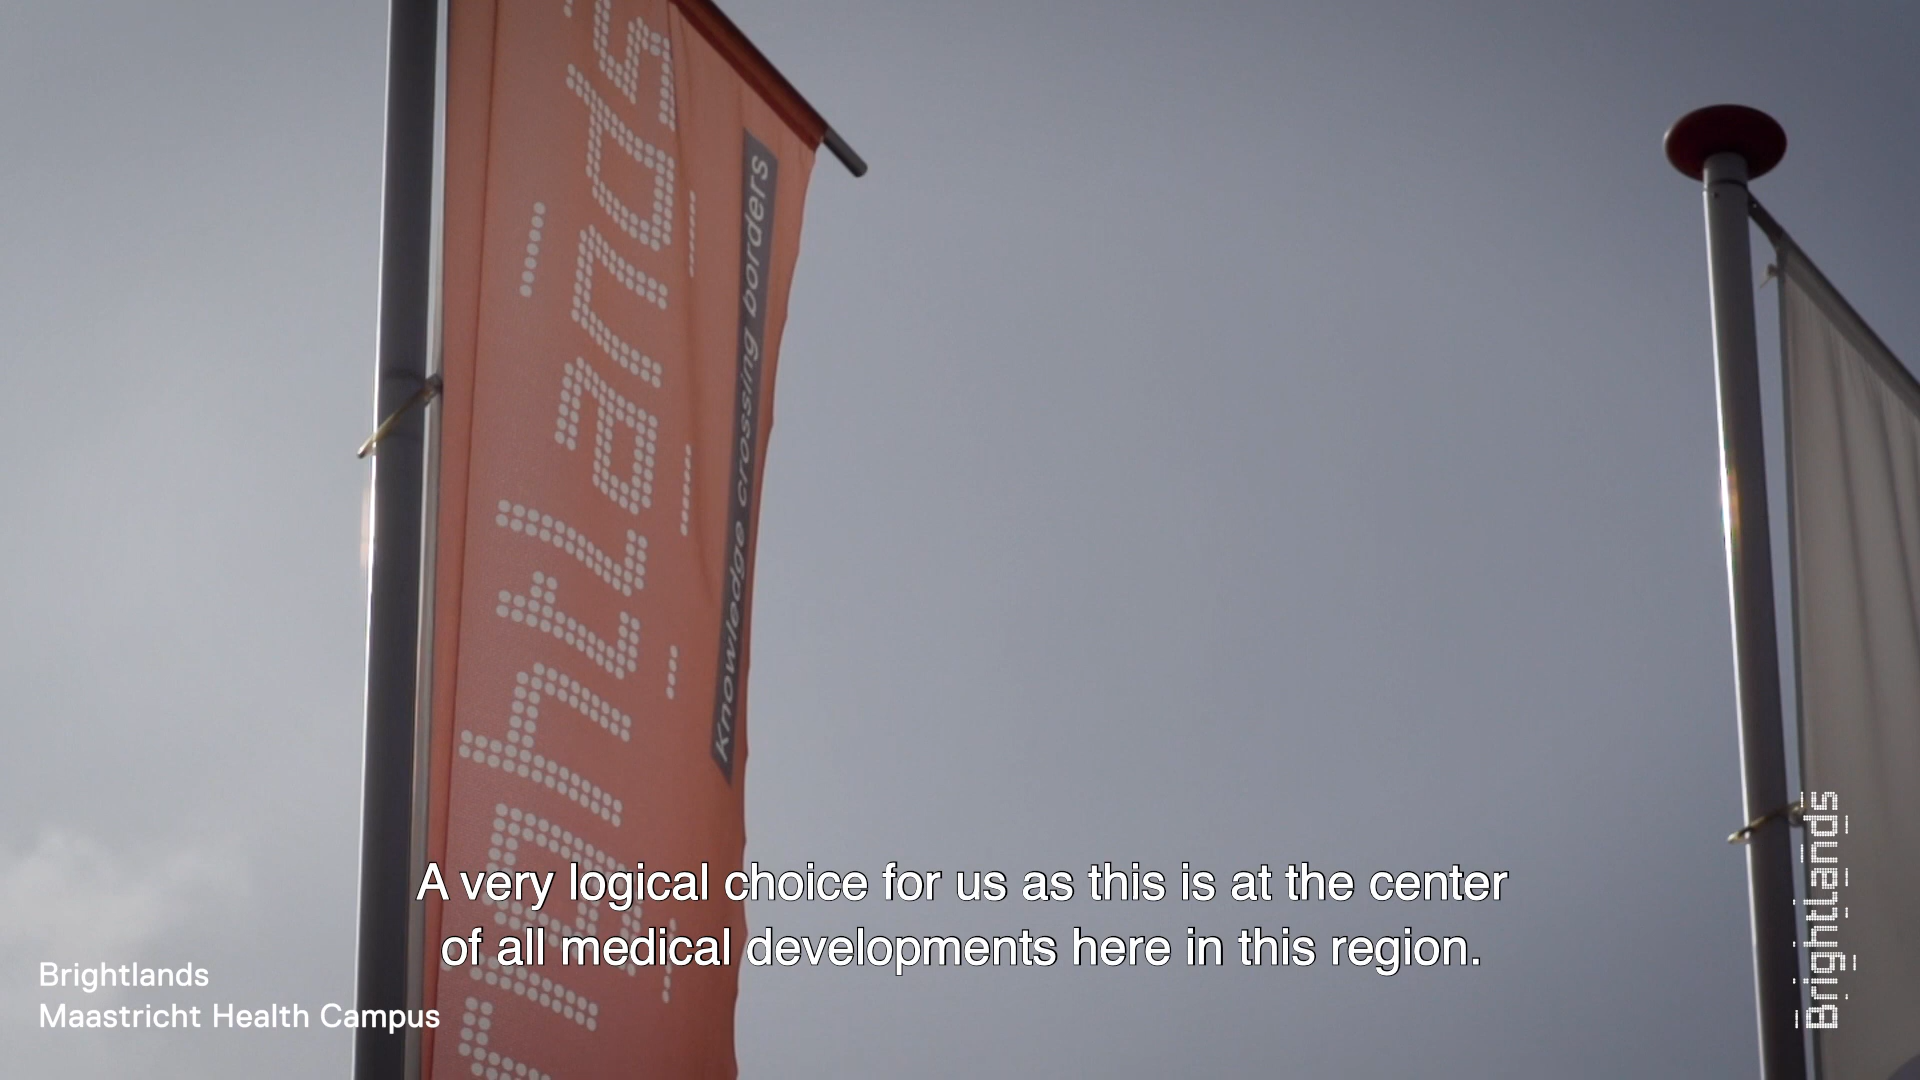 Brightlands
Knowledge crossing borders
A very logical choice for us as this is at the center
of all medical developments here in this region.
Brightlands
Maastricht Health Campus
Brightlands